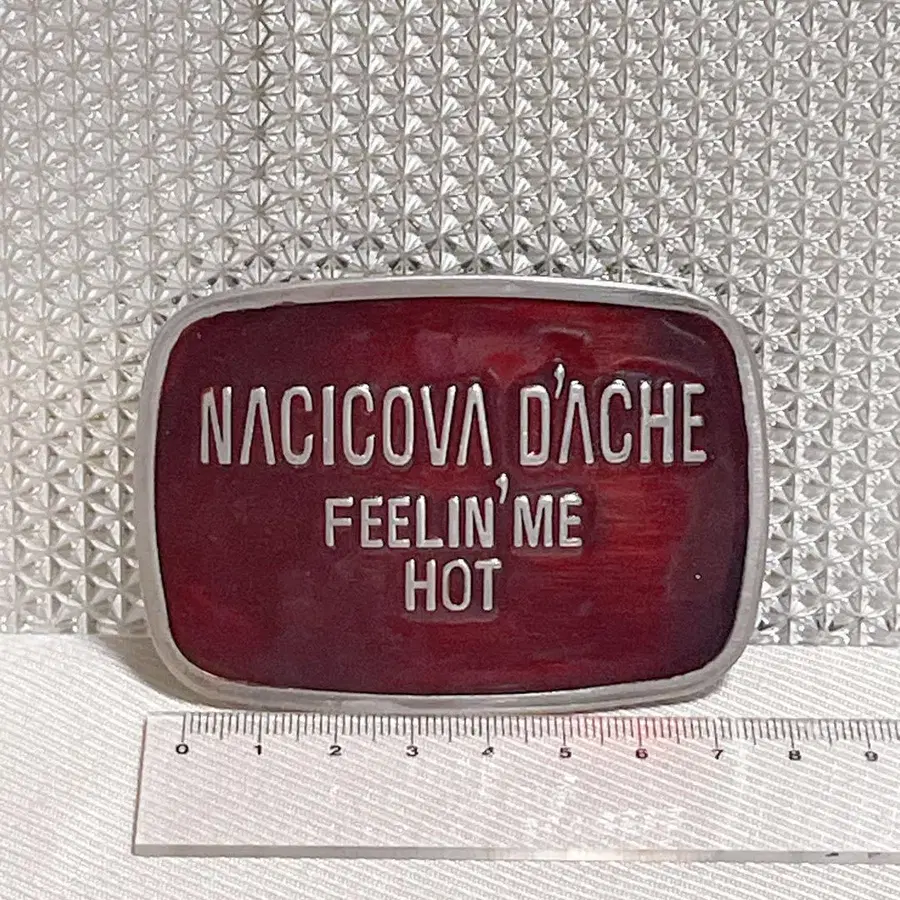 NACICOVA D'ACHE
FEELIN' ME
HOT
0 1 2 3 4 5 6 7 8 9